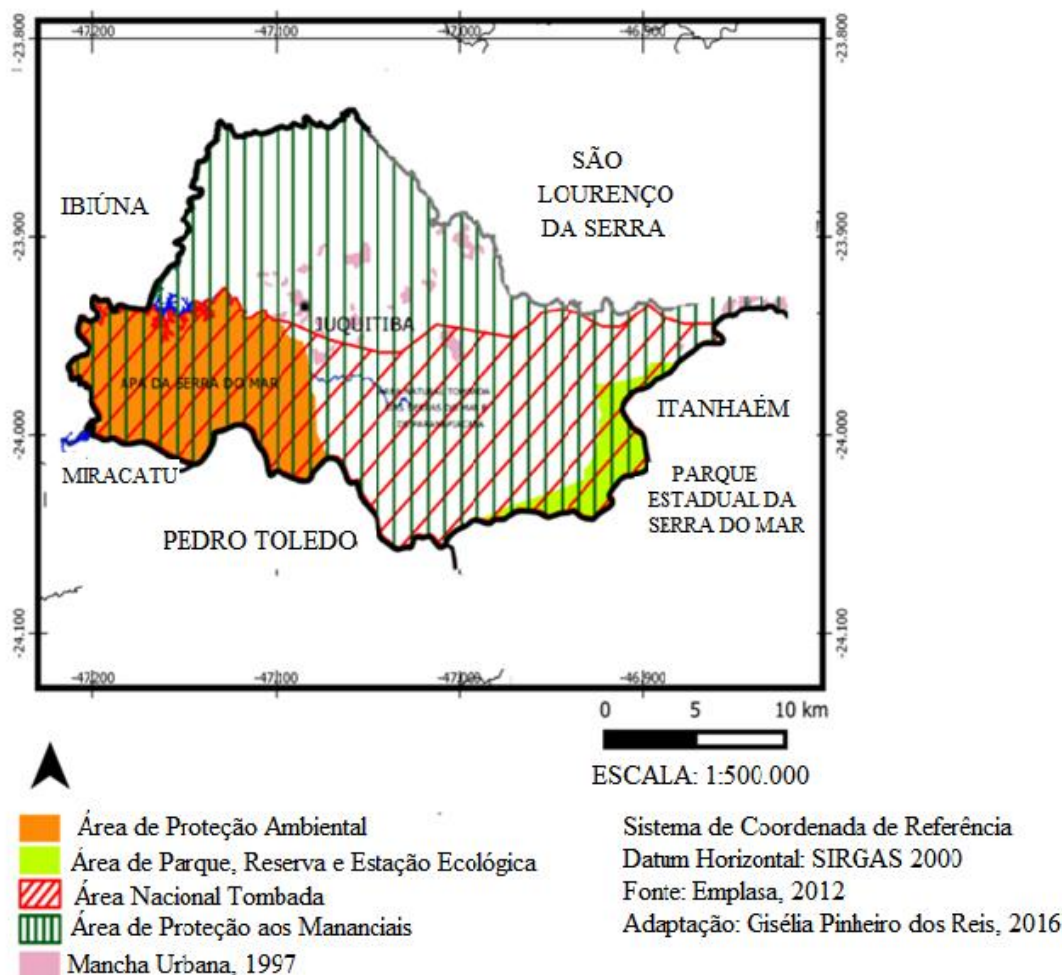 -47.200 -47.100 -47.000 -46.900
-23.800 -23.800
SÃO
LOURENÇO
DA SERRA
IBIÚNA
-23.900 -23.900
JUQUITIBA
APA DA SERRA DO MAR
ITANHAÉM
-24.000 -24.000
MIRACATU
PARQUE
ESTADUAL DA
SERRA DO MAR
PEDRO TOLEDO
-24.100 -24.100
-47.200 -47.100 -47.000 -46.900
0 5 10 km
ESCALA: 1:500.000
Área de Proteção Ambiental
Área de Parque, Reserva e Estação Ecológica
Área Nacional Tombada
Área de Proteção aos Mananciais
Mancha Urbana, 1997
Sistema de Coordenada de Referência
Datum Horizontal: SIRGAS 2000
Fonte: Emplasa, 2012
Adaptação: Gisélia Pinheiro dos Reis, 2016